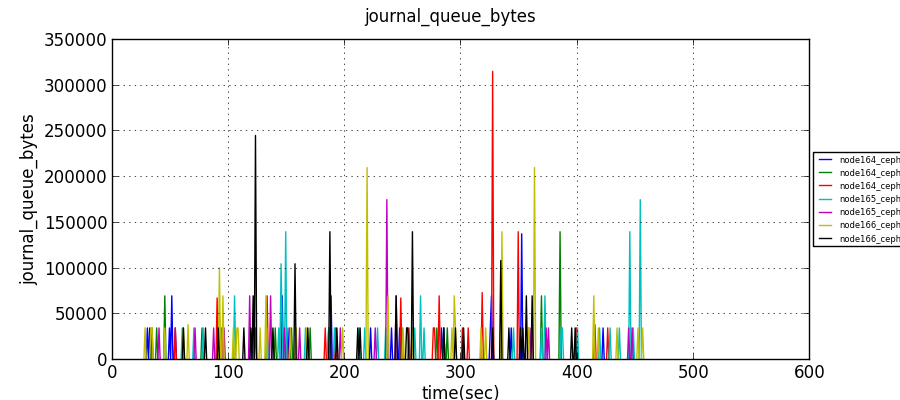 journal_queue_bytes
350000
300000
250000
200000
150000
100000
50000
0
journal_queue_bytes
0 100 200 300 400 500 600
time(sec)
node164_ceph
node164_ceph
node164_ceph
node165_ceph
node165_ceph
node166_ceph
node166_ceph